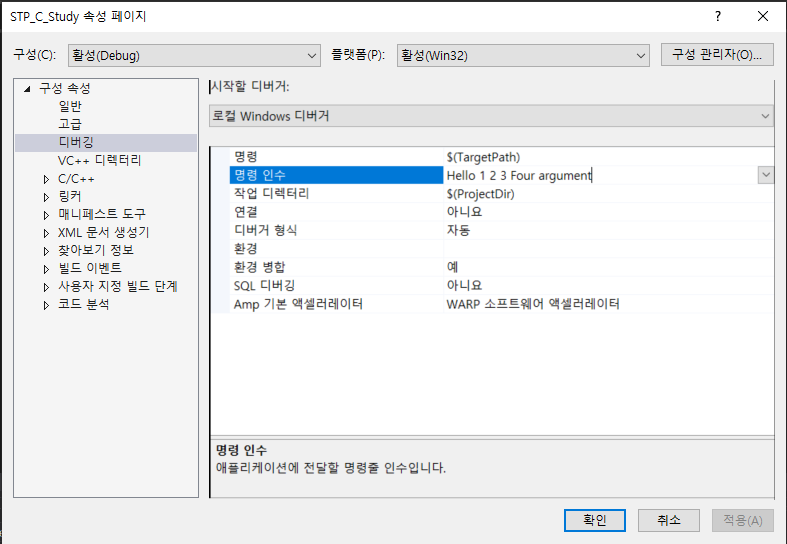 STP_C_Study 속성 페이지
구성(C): 활성(Debug) 플랫폼(P): 활성(Win32) 구성 관리자(O)...
구성 속성
일반
고급
디버깅
VC++ 디렉터리
C/C++
링커
매니페스트 도구
XML 문서 생성기
찾아보기 정보
빌드 이벤트
사용자 지정 빌드 단계
코드 분석
시작할 디버거:
로컬 Windows 디버거
명령 $(TargetPath)
명령 인수 Hello 1 2 3 Four argument
작업 디렉터리 $(ProjectDir)
연결 아니요
디버거 형식 자동
환경
환경 병합 예
SQL 디버깅 아니요
Amp 기본 액셀러레이터 WARP 소프트웨어 액셀러레이터
명령 인수
애플리케이션에 전달할 명령줄 인수입니다.
확인 취소 적용(A)